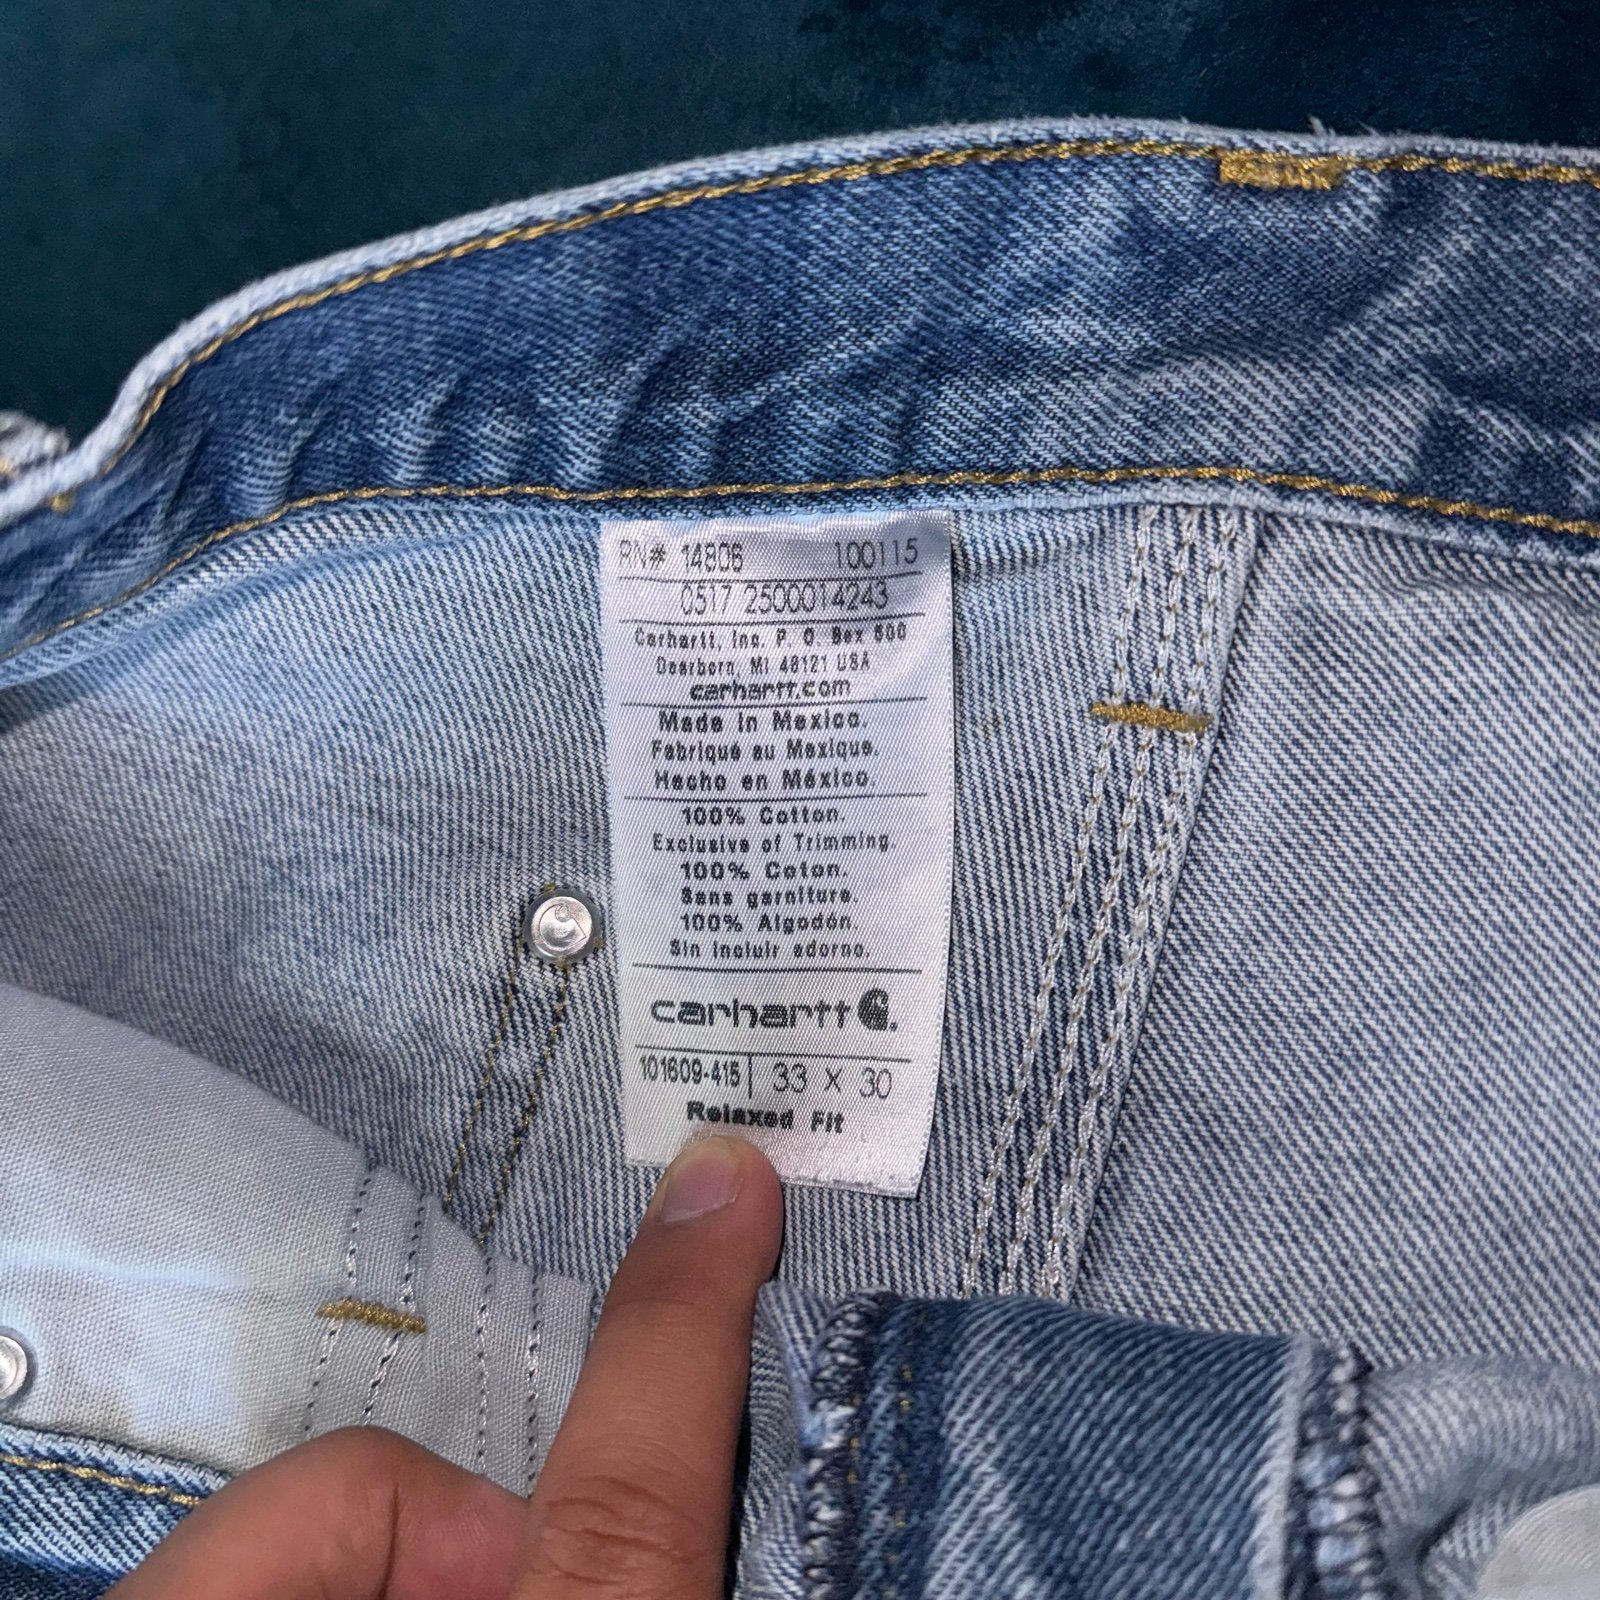 RN# 14806 100115
0517 2500014243
Carhartt, Inc. P O Box 600
Dearborn, MI 48121 USA
carhartt.com
Made in Mexico.
Fabriqué au Mexique.
Hecho en México.
100% Cotton.
Exclusive of Trimming.
100% Coton.
Sans garniture.
100% Algodón.
Sin incluir adorno.
carhartt
101609-415 33 X 30
Relaxed Fit